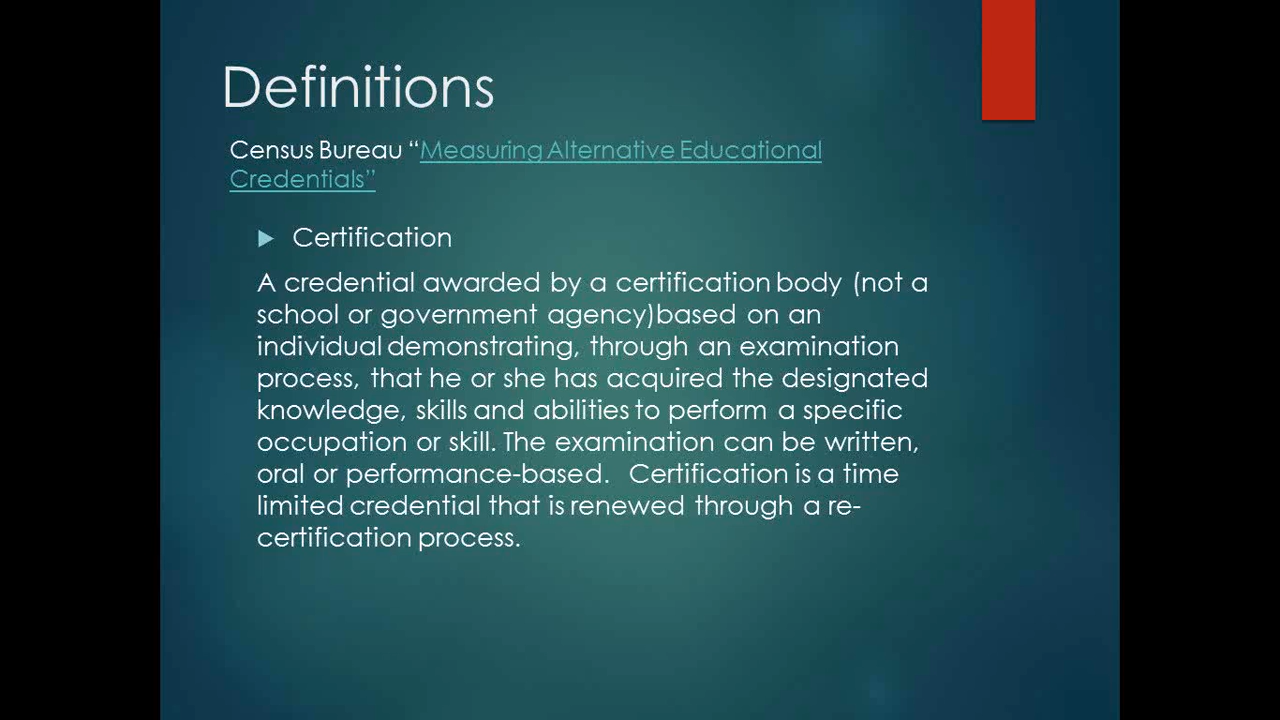 Definitions
Census Bureau “Measuring Alternative Educational
Credentials”
Certification
A credential awarded by a certification body (not a
school or government agency)based on an
individual demonstrating, through an examination
process, that he or she has acquired the designated
knowledge, skills and abilities to perform a specific
occupation or skill. The examination can be written,
oral or performance-based.  Certification is a time
limited credential that is renewed through a re-
certification process.